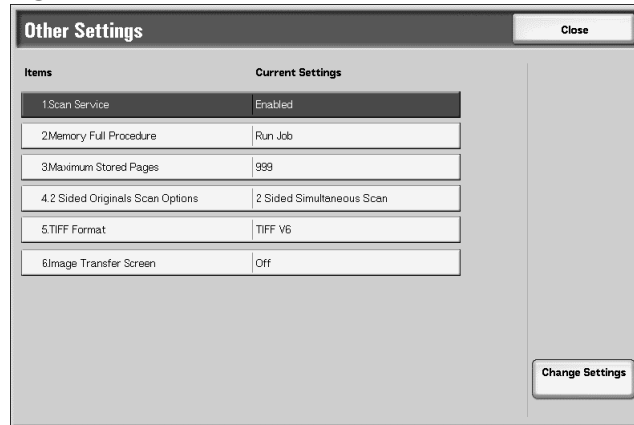 Other Settings
Close
Items Current Settings
1.Scan Service Enabled
2.Memory Full Procedure Run Job
3.Maximum Stored Pages 999
4.2 Sided Originals Scan Options 2 Sided Simultaneous Scan
5.TIFF Format TIFF V6
6.Image Transfer Screen Off
Change Settings